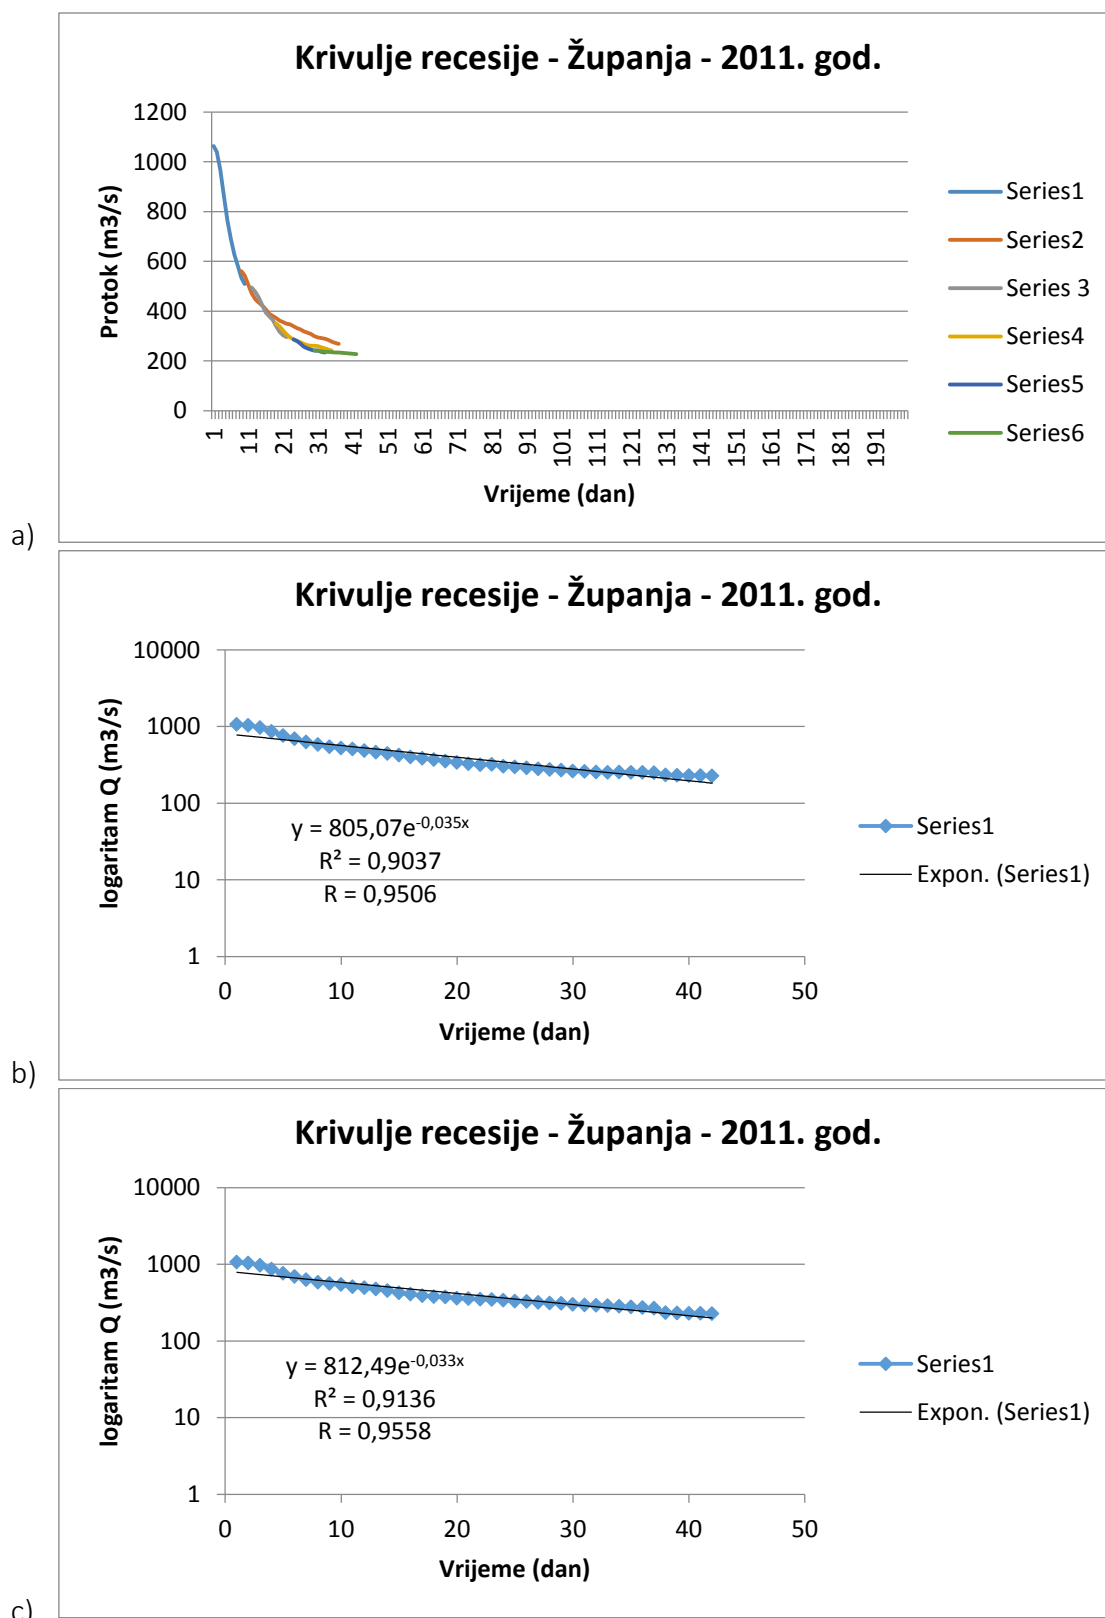 Krivulje recesije - Županja - 2011. god.
Protok (m3/s)
1200
1000
800
600
400
200
0
1 11 21 31 41 51 61 71 81 91 101 111 121 131 141 151 161 171 181 191
Vrijeme (dan)
Series1
Series2
Series 3
Series4
Series5
Series6
a)
Krivulje recesije - Županja - 2011. god.
logaritam Q (m3/s)
10000
1000
100
10
1
y = 805,07e^-0,035x
R² = 0,9037
R = 0,9506
0 10 20 30 40 50
Vrijeme (dan)
Series1
Expon. (Series1)
b)
Krivulje recesije - Županja - 2011. god.
logaritam Q (m3/s)
10000
1000
100
10
1
y = 812,49e^-0,033x
R² = 0,9136
R = 0,9558
0 10 20 30 40 50
Vrijeme (dan)
Series1
Expon. (Series1)
c)